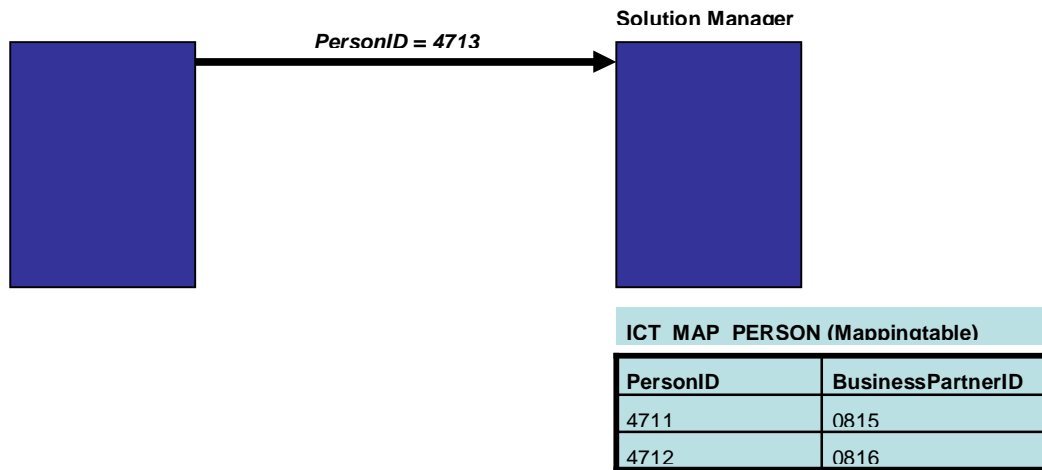 Solution Manager
PersonID = 4713
ICT_MAP_PERSON (Mappingtable)
PersonID BusinessPartnerID
4711 0815
4712 0816